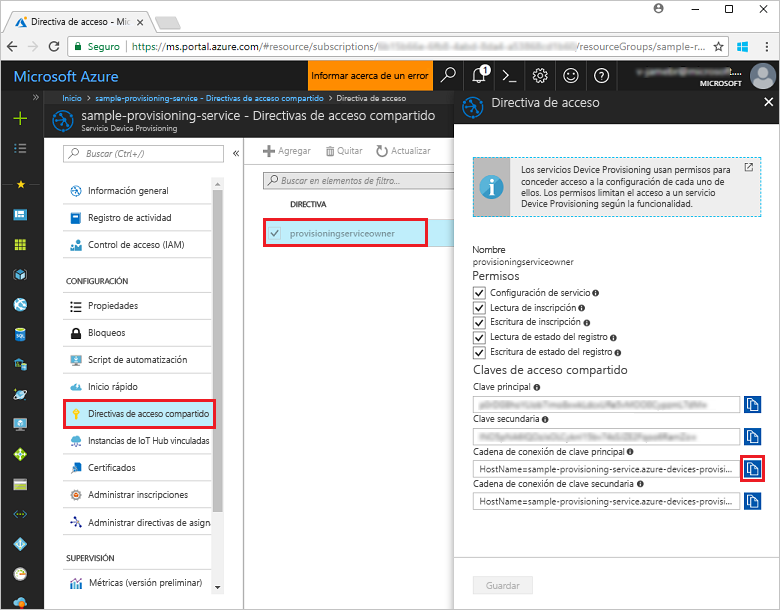 Directiva de acceso - Mic
Seguro
https://ms.portal.azure.com/#resource/subscriptions/
/resourceGroups/sample-r...
Microsoft Azure
Informar acerca de un error
1
MICROSOFT
Inicio > sample-provisioning-service - Directivas de acceso compartido > Directiva de acceso
sample-provisioning-service - Directivas de acceso compartido
Servicio Device Provisioning
Buscar (Ctrl+/)
Información general
Registro de actividad
Control de acceso (IAM)
CONFIGURACIÓN
Propiedades
Bloqueos
Script de automatización
Inicio rápido
Directivas de acceso compartido
Instancias de IoT Hub vinculadas
Certificados
Administrar inscripciones
Administrar directivas de asigna
SUPERVISIÓN
Métricas (versión preliminar)
Agregar
Quitar
Actualizar
Buscar en elementos de filtro...
DIRECTIVA
provisioningserviceowner
Directiva de acceso
Los servicios Device Provisioning usan permisos para
conceder acceso a la configuración de cada uno de
ellos. Los permisos limitan el acceso a un servicio
Device Provisioning según la funcionalidad.
Nombre
provisioningserviceowner
Permisos
Configuración de servicio
Lectura de inscripción
Escritura de inscripción
Lectura de estado del registro
Escritura de estado del registro
Claves de acceso compartido
Clave principal
Clave secundaria
Cadena de conexión de clave principal
HostName=sample-provisioning-service.azure-devices-provisi...
Cadena de conexión de clave secundaria
HostName=sample-provisioning-service.azure-devices-provisi...
Guardar